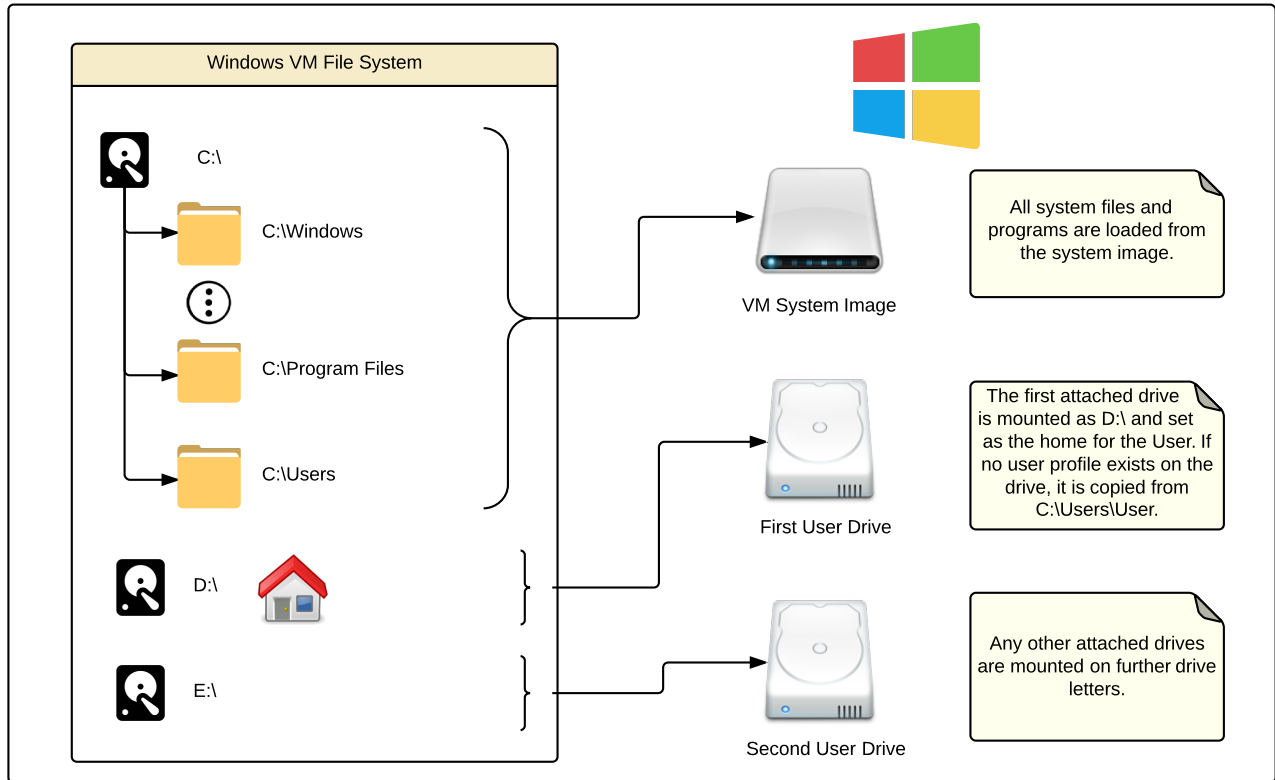 Windows VM File System
C:\
C:\Windows
C:\Program Files
C:\Users
D:\
E:\
VM System Image
First User Drive
Second User Drive
All system files and
programs are loaded from
the system image.
The first attached drive
is mounted as D:\ and set
as the home for the User. If
no user profile exists on the
drive, it is copied from
C:\Users\User.
Any other attached drives
are mounted on further drive
letters.